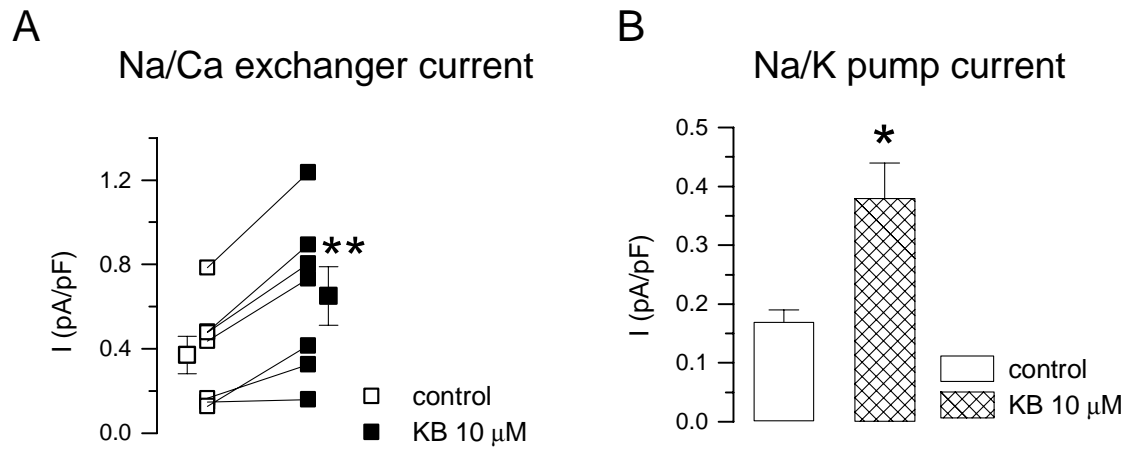 A
Na/Ca exchanger current
I (pA/pF)
1.2
0.8
0.4
0.0
**
control
KB 10 μM
B
Na/K pump current
I (pA/pF)
0.5
0.4
0.3
0.2
0.1
0.0
*
control
KB 10 μM